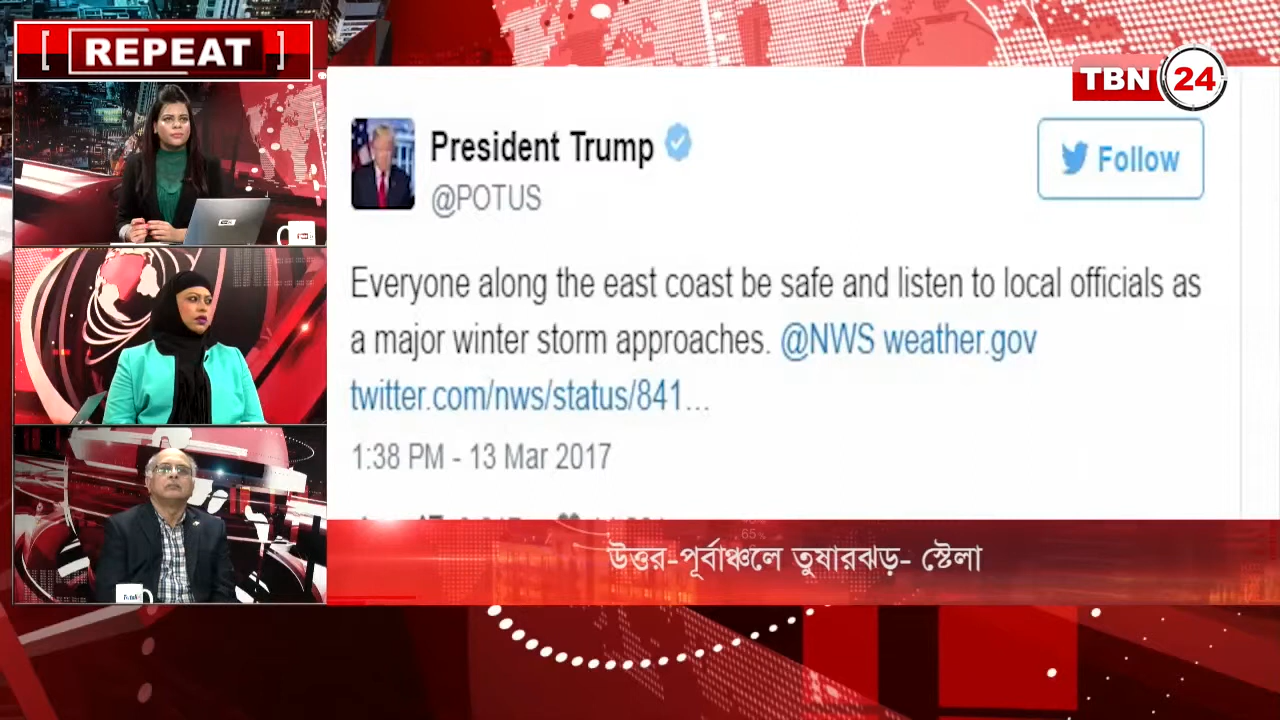 [ REPEAT ]
TBN 24
President Trump
@POTUS
Follow
Everyone along the east coast be safe and listen to local officials as
a major winter storm approaches. @NWS weather.gov
twitter.com/nws/status/841...
1:38 PM - 13 Mar 2017
উত্তর-পূর্বাঞ্চলে তুষারঝড়- স্টেলা